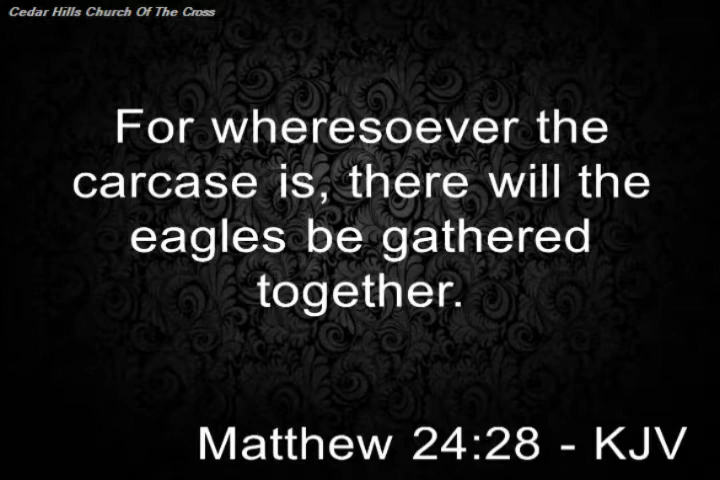 Cedar Hills Church Of The Cross
For wheresoever the
carcase is, there will the
eagles be gathered
together.
Matthew 24:28 - KJV